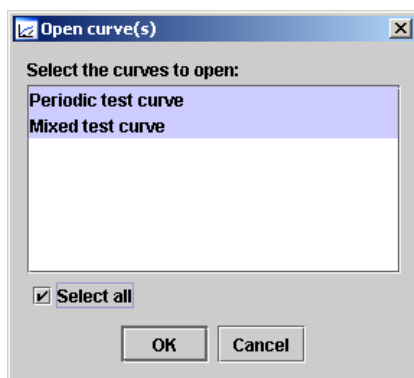 Open curve(s)
Select the curves to open:
Periodic test curve
Mixed test curve
Select all
OK Cancel